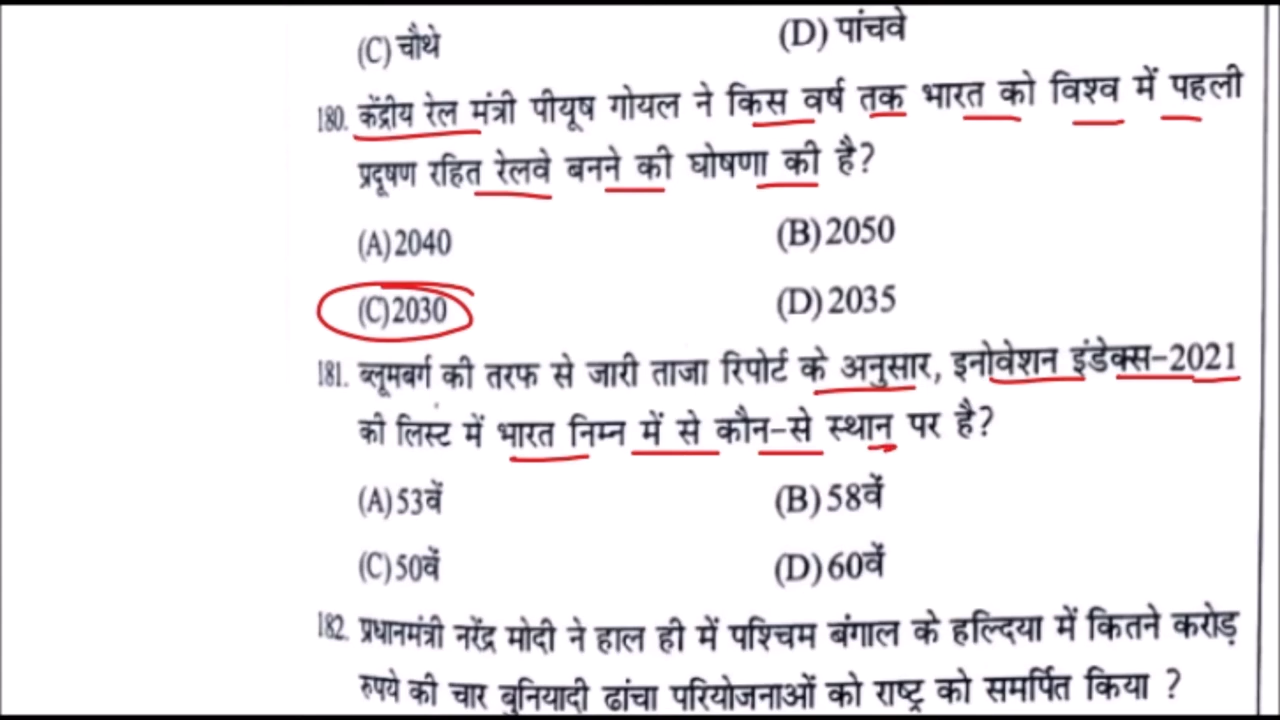 (C) चौथे (D) पांचवे
180. केंद्रीय रेल मंत्री पीयूष गोयल ने किस वर्ष तक भारत को विश्व में पहली
प्रदूषण रहित रेलवे बनने की घोषणा की है?
(A) 2040 (B) 2050
(C) 2030 (D) 2035
181. ब्लूमबर्ग की तरफ से जारी ताजा रिपोर्ट के अनुसार, इनोवेशन इंडेक्स-2021
की लिस्ट में भारत निम्न में से कौन-से स्थान पर है?
(A) 53वें (B) 58वें
(C) 50वें (D) 60वें
182. प्रधानमंत्री नरेंद्र मोदी ने हाल ही में पश्चिम बंगाल के हल्दिया में कितने करोड़
रुपये की चार बुनियादी ढांचा परियोजनाओं को राष्ट्र को समर्पित किया ?